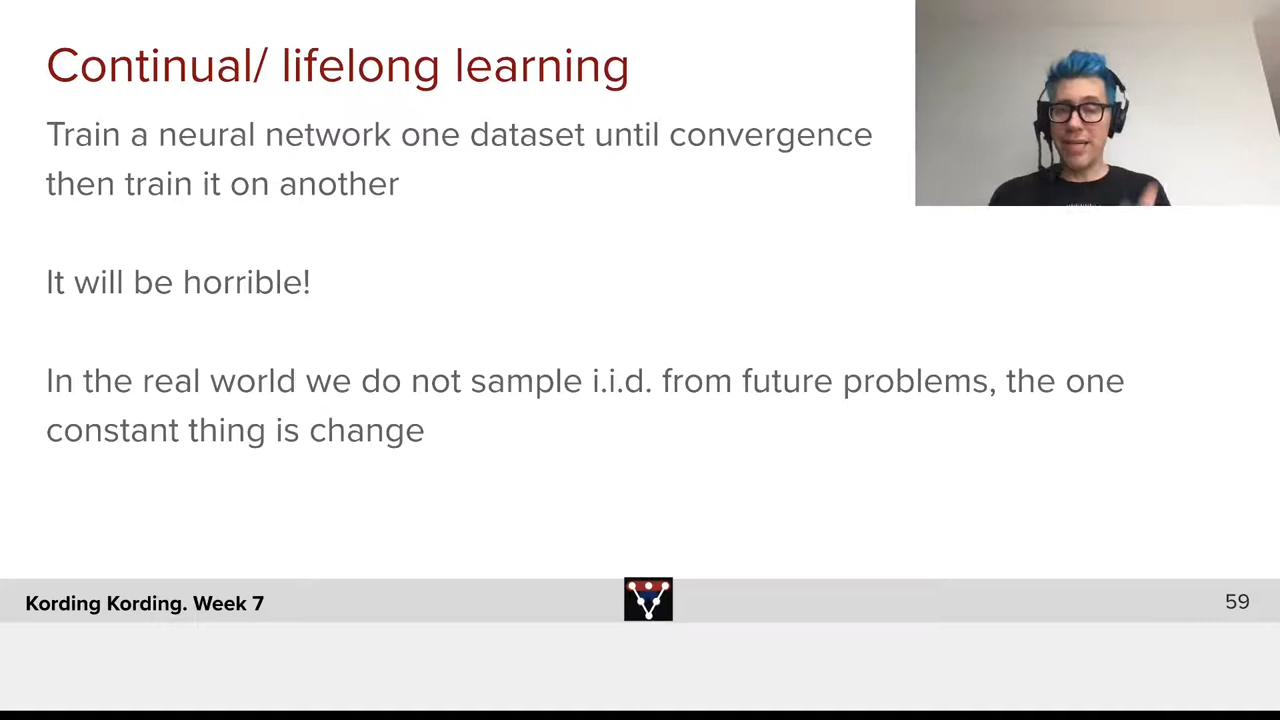 Continual/ lifelong learning
Train a neural network one dataset until convergence
then train it on another
It will be horrible!
In the real world we do not sample i.i.d. from future problems, the one
constant thing is change
Kording Kording. Week 7
59